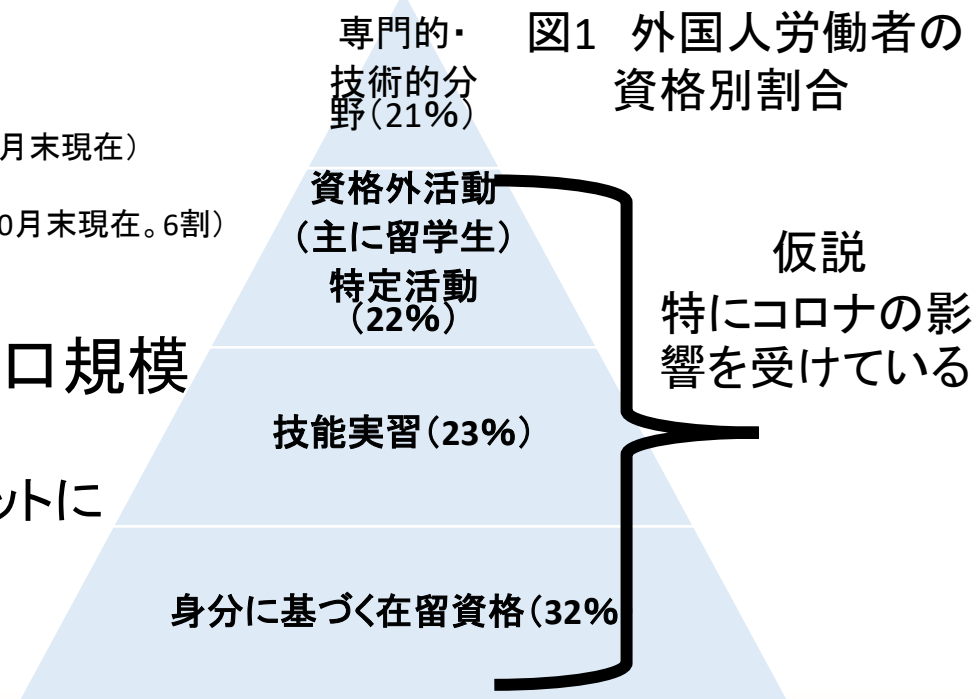 図1 外国人労働者の
資格別割合
専門的・
技術的分
野(21%)
月末現在)
0月末現在。6割)
ロ規模
ットに
資格外活動
(主に留学生)
特定活動
(22%)
技能実習(23%)
身分に基づく在留資格(32%
仮説
特にコロナの影
響を受けている